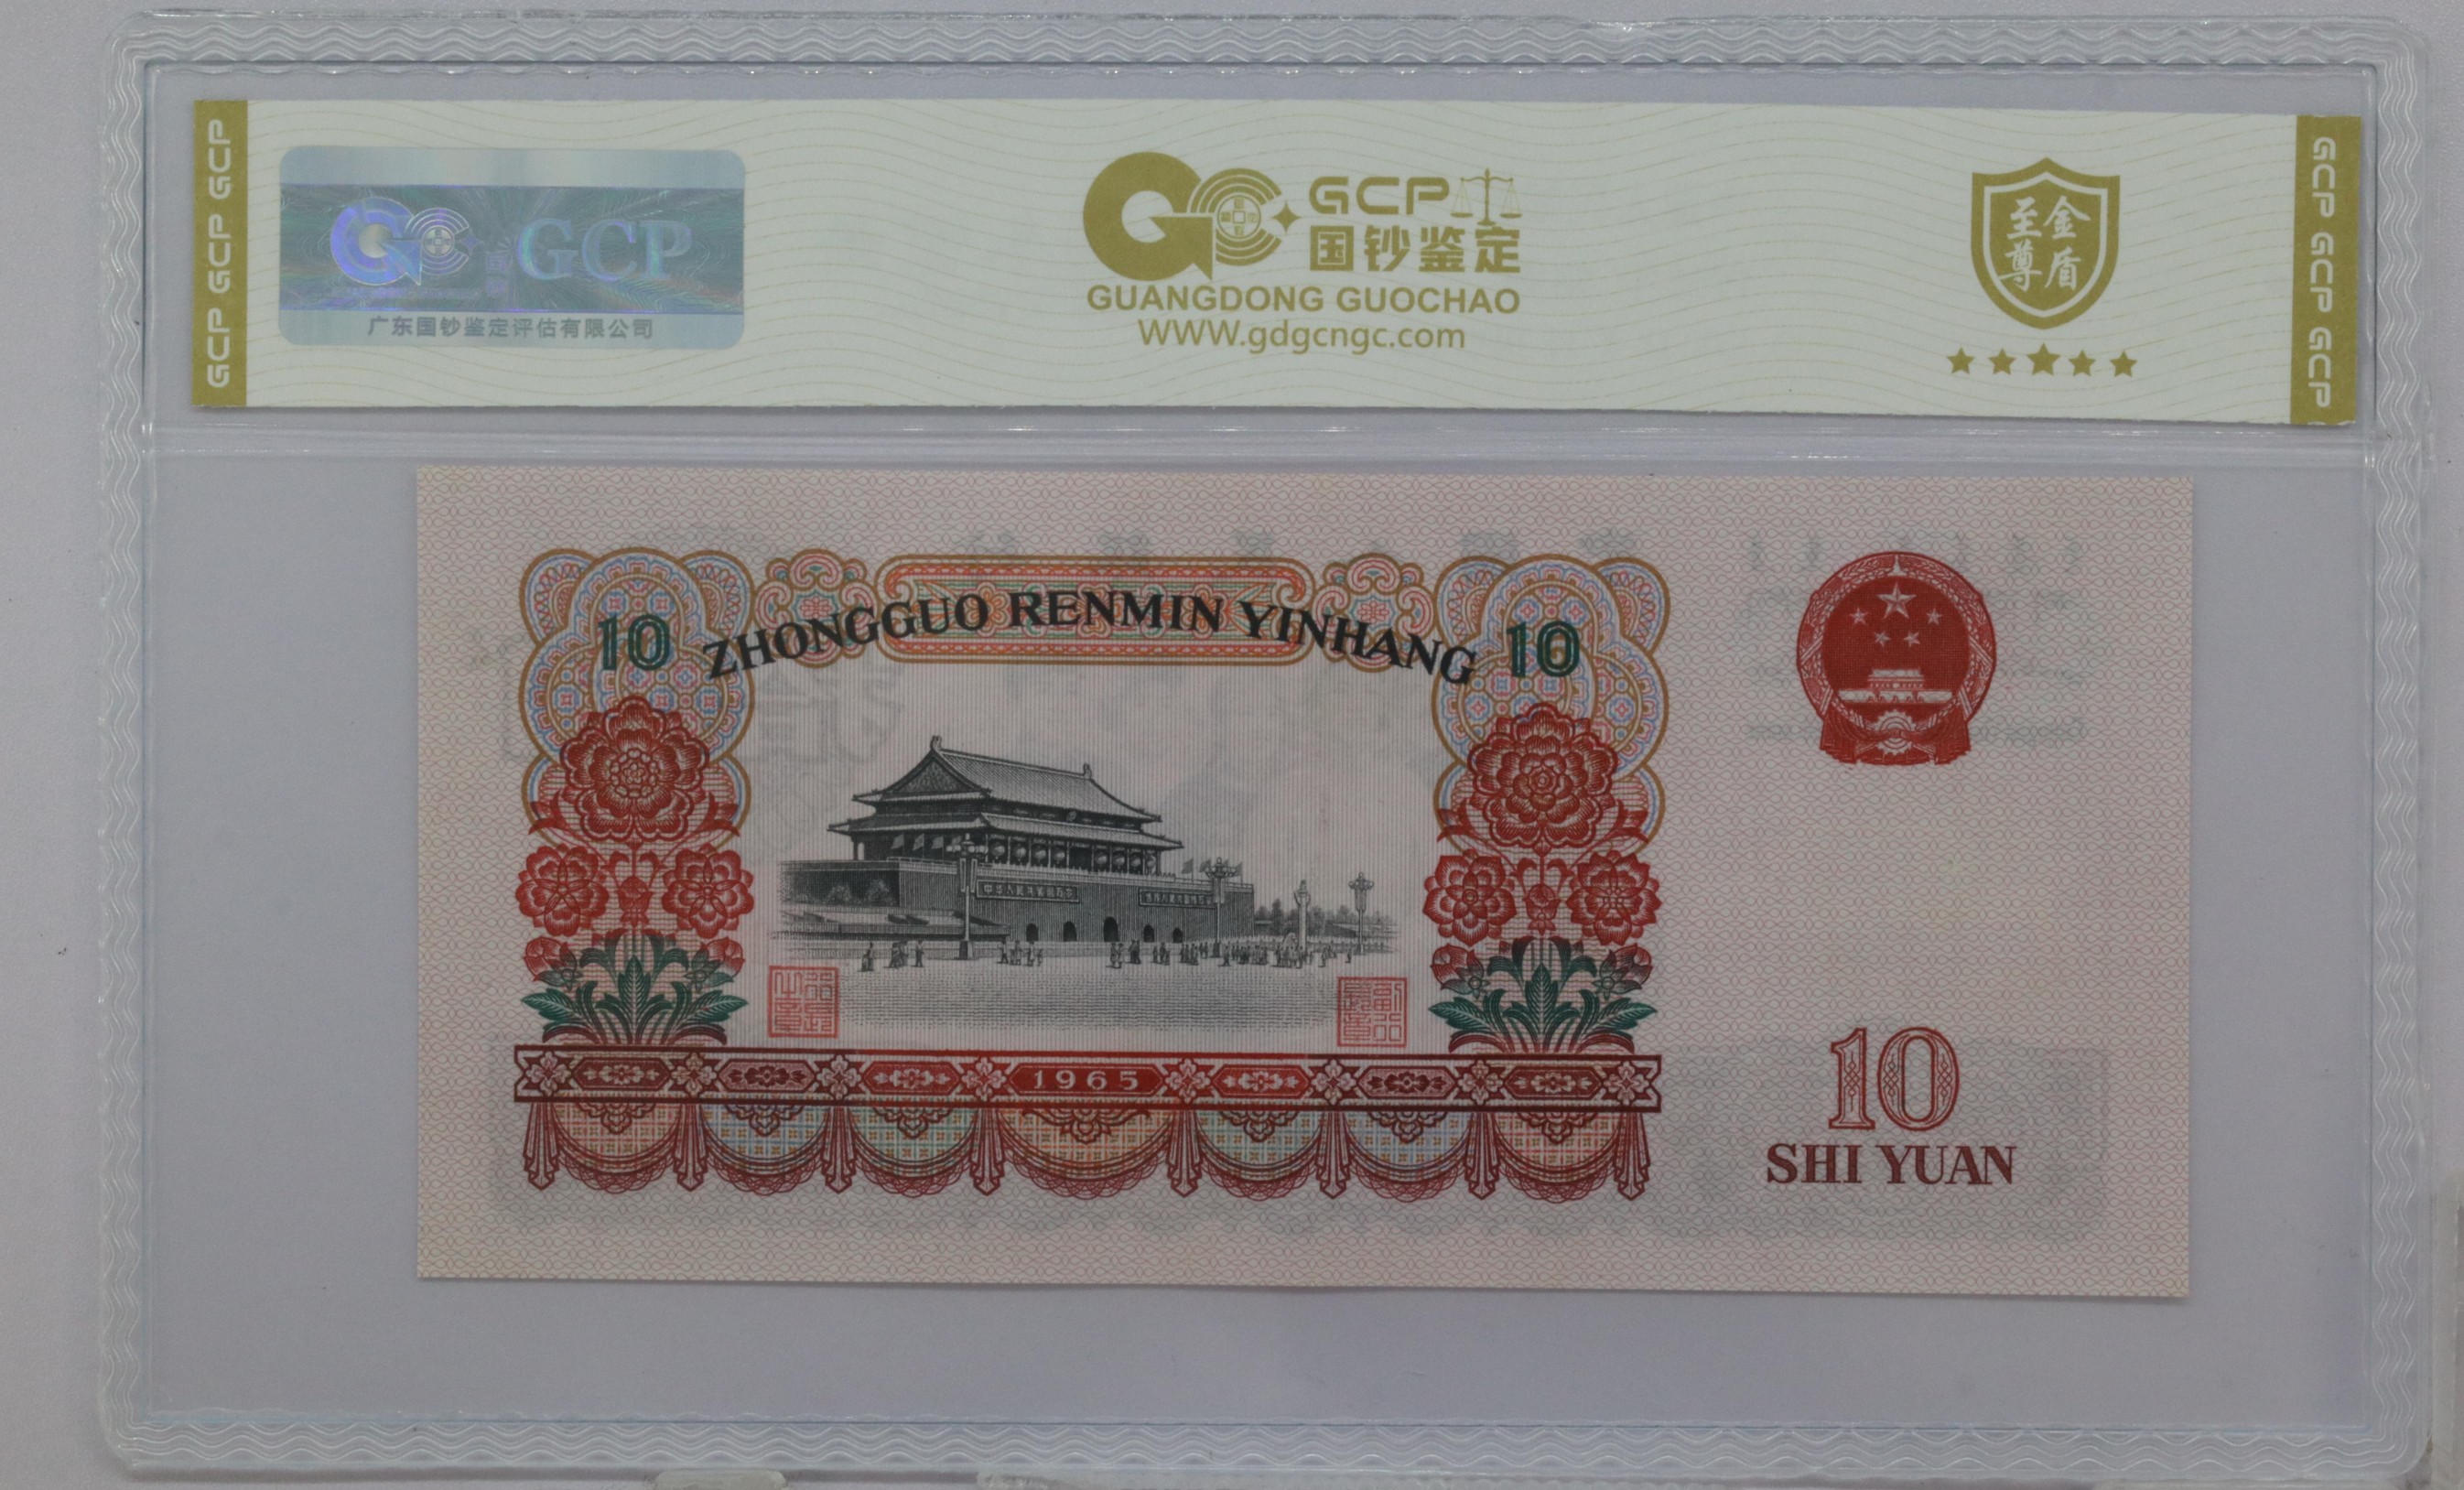 GCP GCP GCP
GCP
广东国钞鉴定评估有限公司
GCP
国钞鉴定
GUANGDONG GUOCHAO
WWW.gdgcngc.com
至尊
金盾
GCP GCP GCP
10 ZHONGGUO RENMIN YINHANG 10
1965
10
SHI YUAN